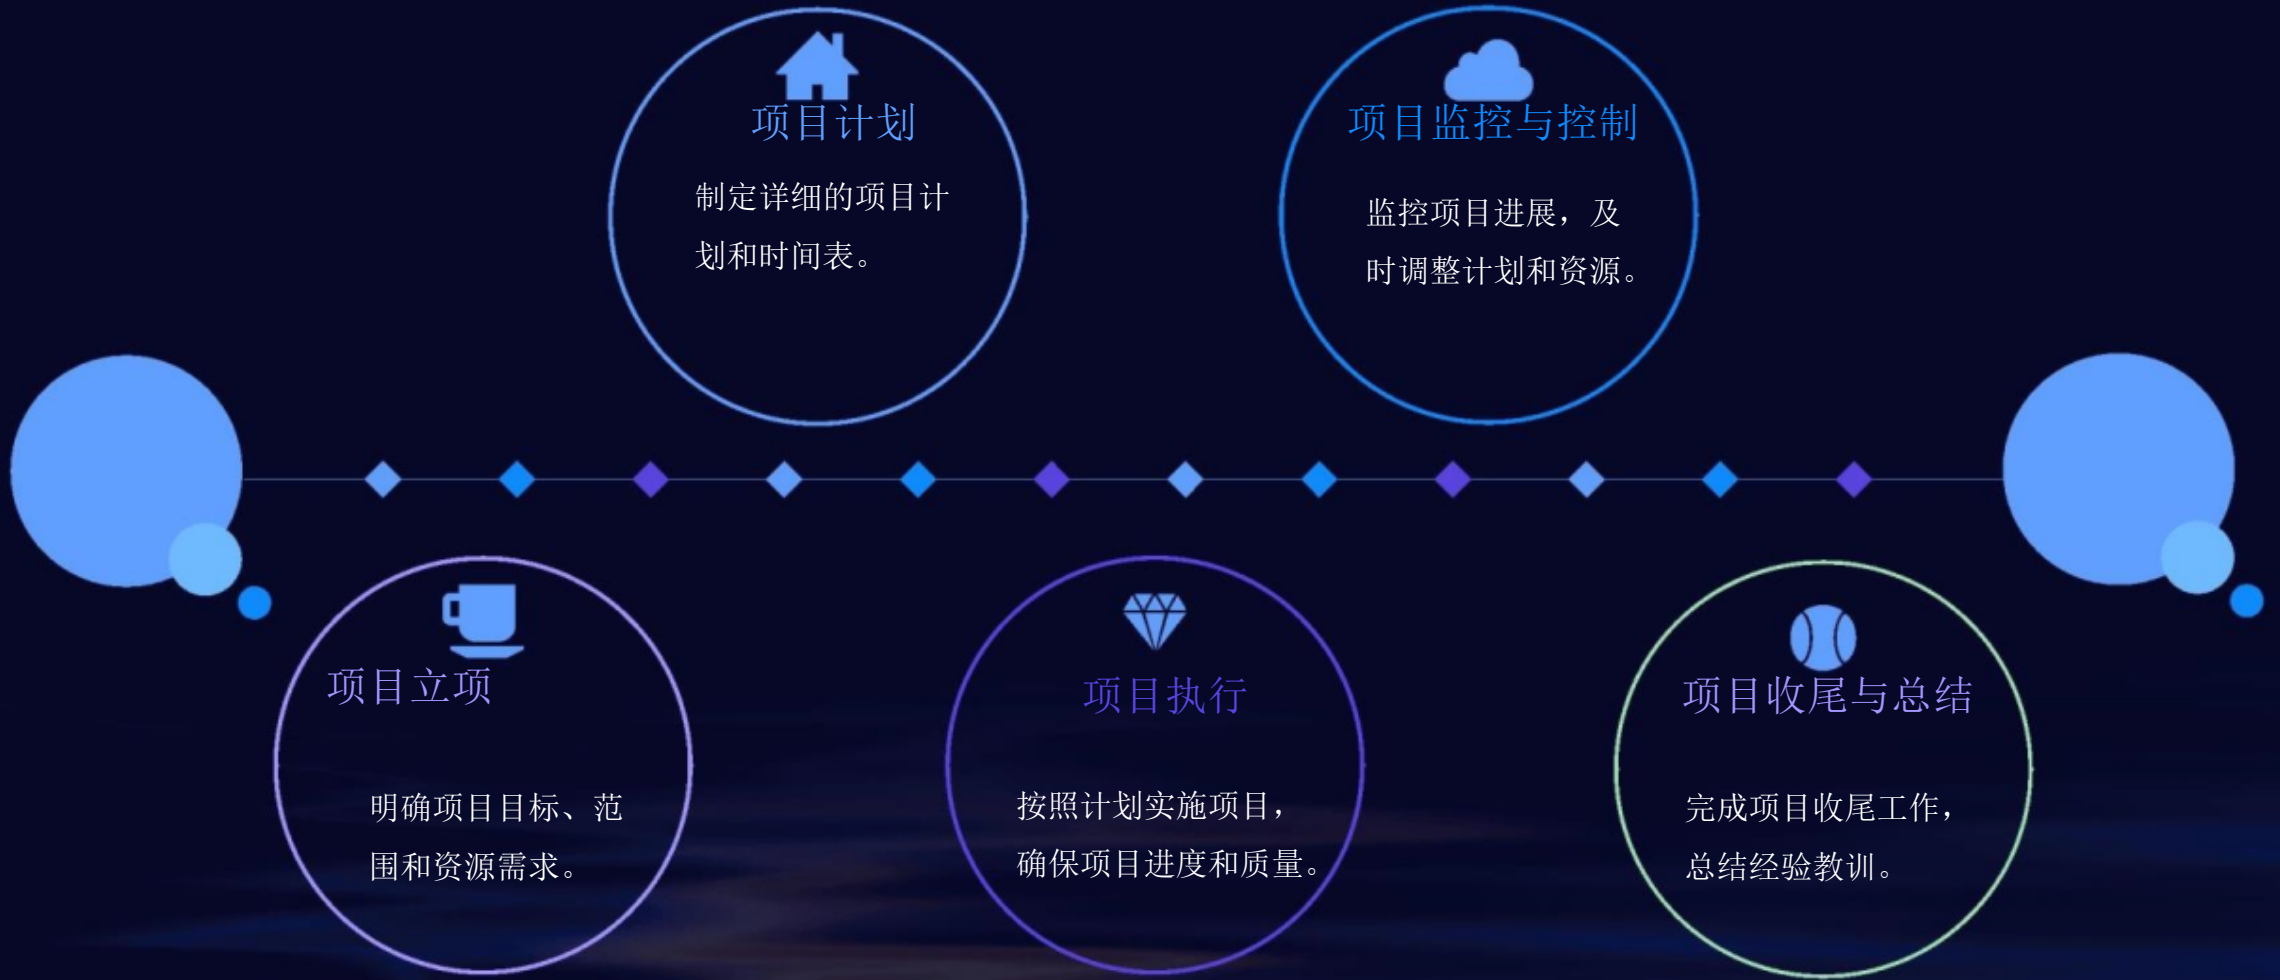 项目计划
制定详细的项目计
划和时间表。
项目监控与控制
监控项目进展，及
时调整计划和资源。
项目立项
明确项目目标、范
围和资源需求。
项目执行
按照计划实施项目，
确保项目进度和质量。
项目收尾与总结
完成项目收尾工作，
总结经验教训。